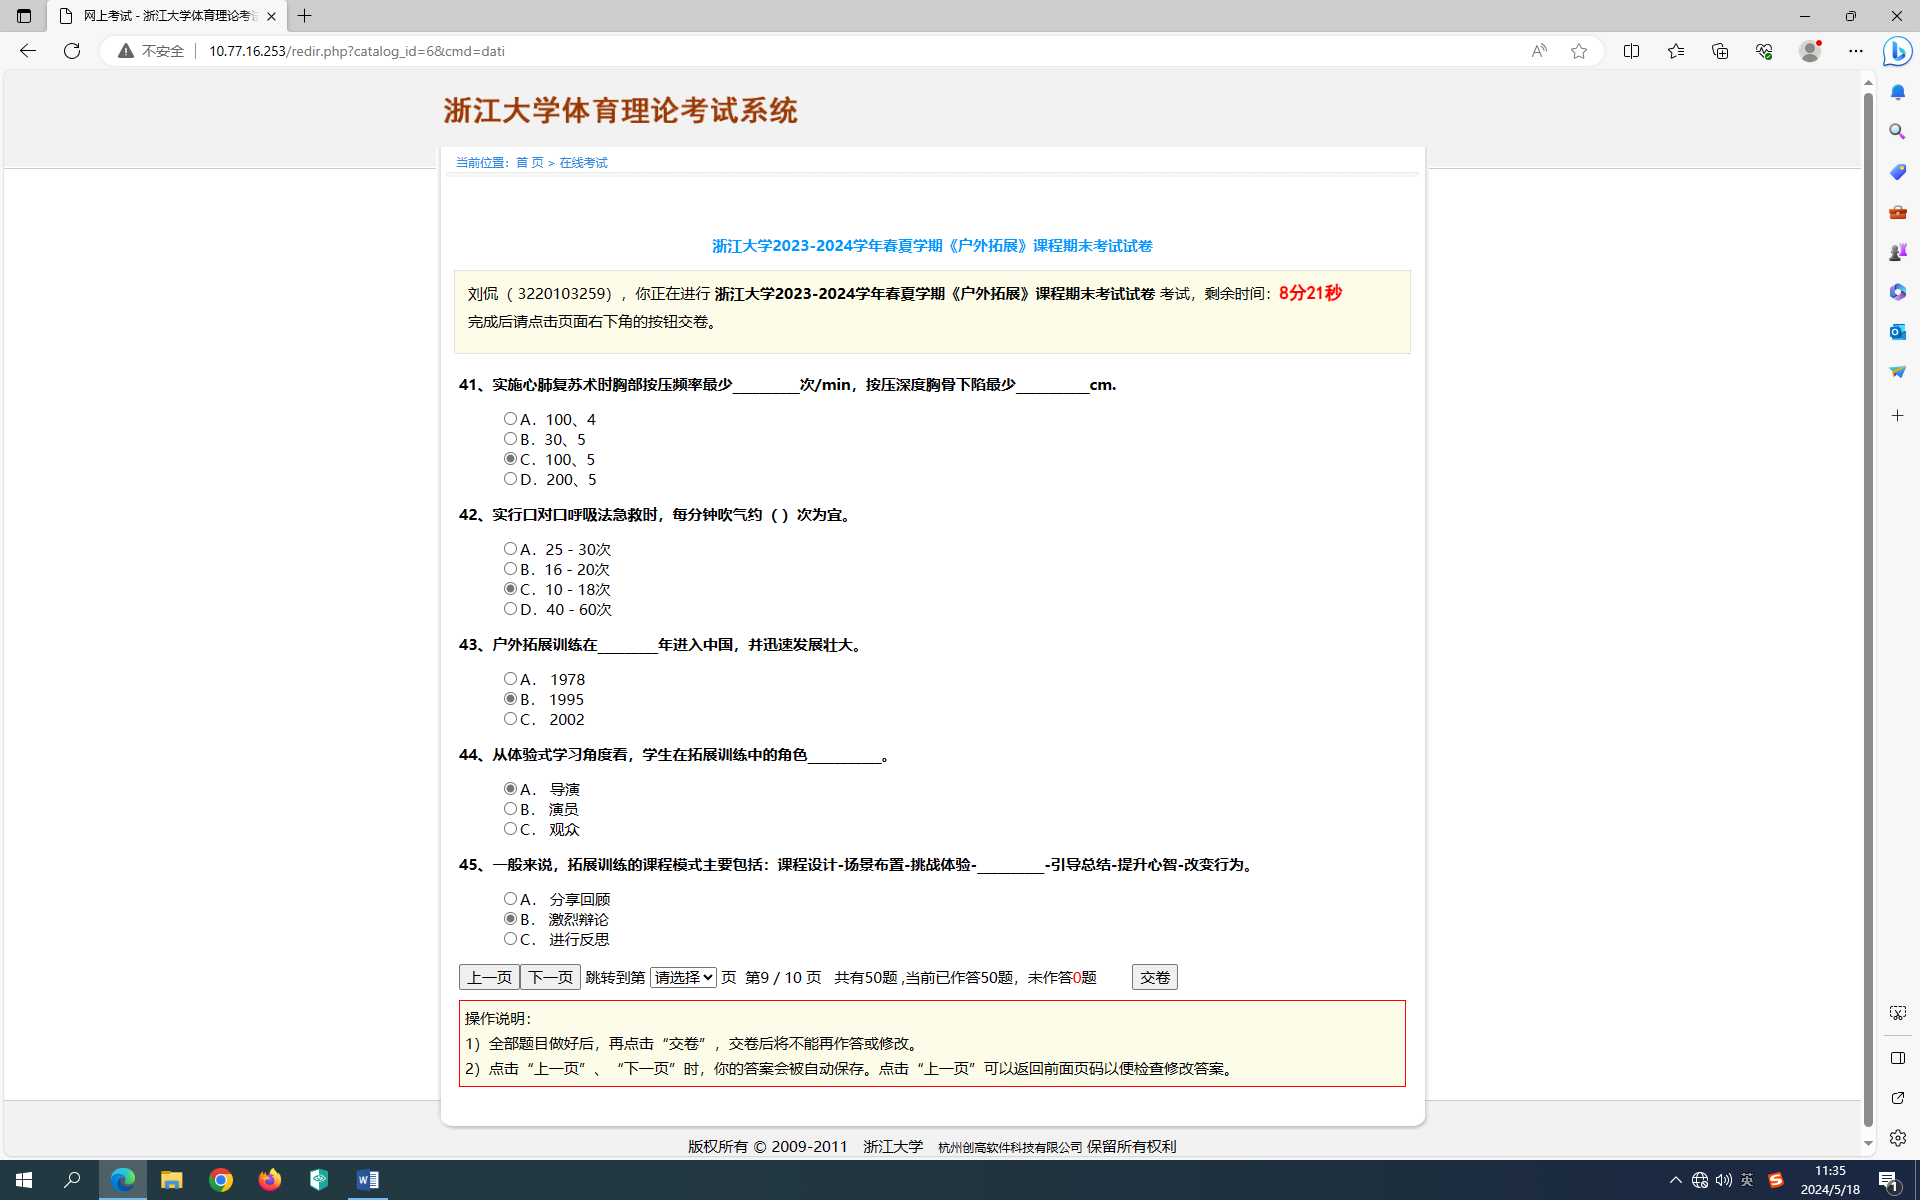 网上考试 - 浙江大学体育理论考试
不安全 10.77.16.253/redir.php?catalog_id=6&cmd=dati
浙江大学体育理论考试系统
当前位置：首 页 > 在线考试
浙江大学2023-2024学年春夏学期《户外拓展》课程期末考试试卷
刘侃（ 3220103259），你正在进行 浙江大学2023-2024学年春夏学期《户外拓展》课程期末考试试卷 考试，剩余时间：8分21秒
完成后请点击页面右下角的按钮交卷。
41、实施心肺复苏术时胸部按压频率最少_________次/min，按压深度胸骨下陷最少__________cm.
A．100、4
B．30、5
C．100、5
D．200、5
42、实行口对口呼吸法急救时，每分钟吹气约（ ）次为宜。
A．25 - 30次
B．16 - 20次
C．10 - 18次
D．40 - 60次
43、户外拓展训练在________年进入中国，并迅速发展壮大。
A． 1978
B． 1995
C． 2002
44、从体验式学习角度看，学生在拓展训练中的角色__________。
A． 导演
B． 演员
C． 观众
45、一般来说，拓展训练的课程模式主要包括：课程设计-场景布置-挑战体验-_________-引导总结-提升心智-改变行为。
A． 分享回顾
B． 激烈辩论
C． 进行反思
上一页 下一页 跳转到第 请选择 页 第9 / 10 页 共有50题 ,当前已作答50题，未作答0题 交卷
操作说明：
1）全部题目做好后，再点击“交卷”，交卷后将不能再作答或修改。
2）点击“上一页”、“下一页”时，你的答案会被自动保存。点击“上一页”可以返回前面页码以便检查修改答案。
版权所有 © 2009-2011 浙江大学 杭州创高软件科技有限公司 保留所有权利
英 11:35
2024/5/18 1